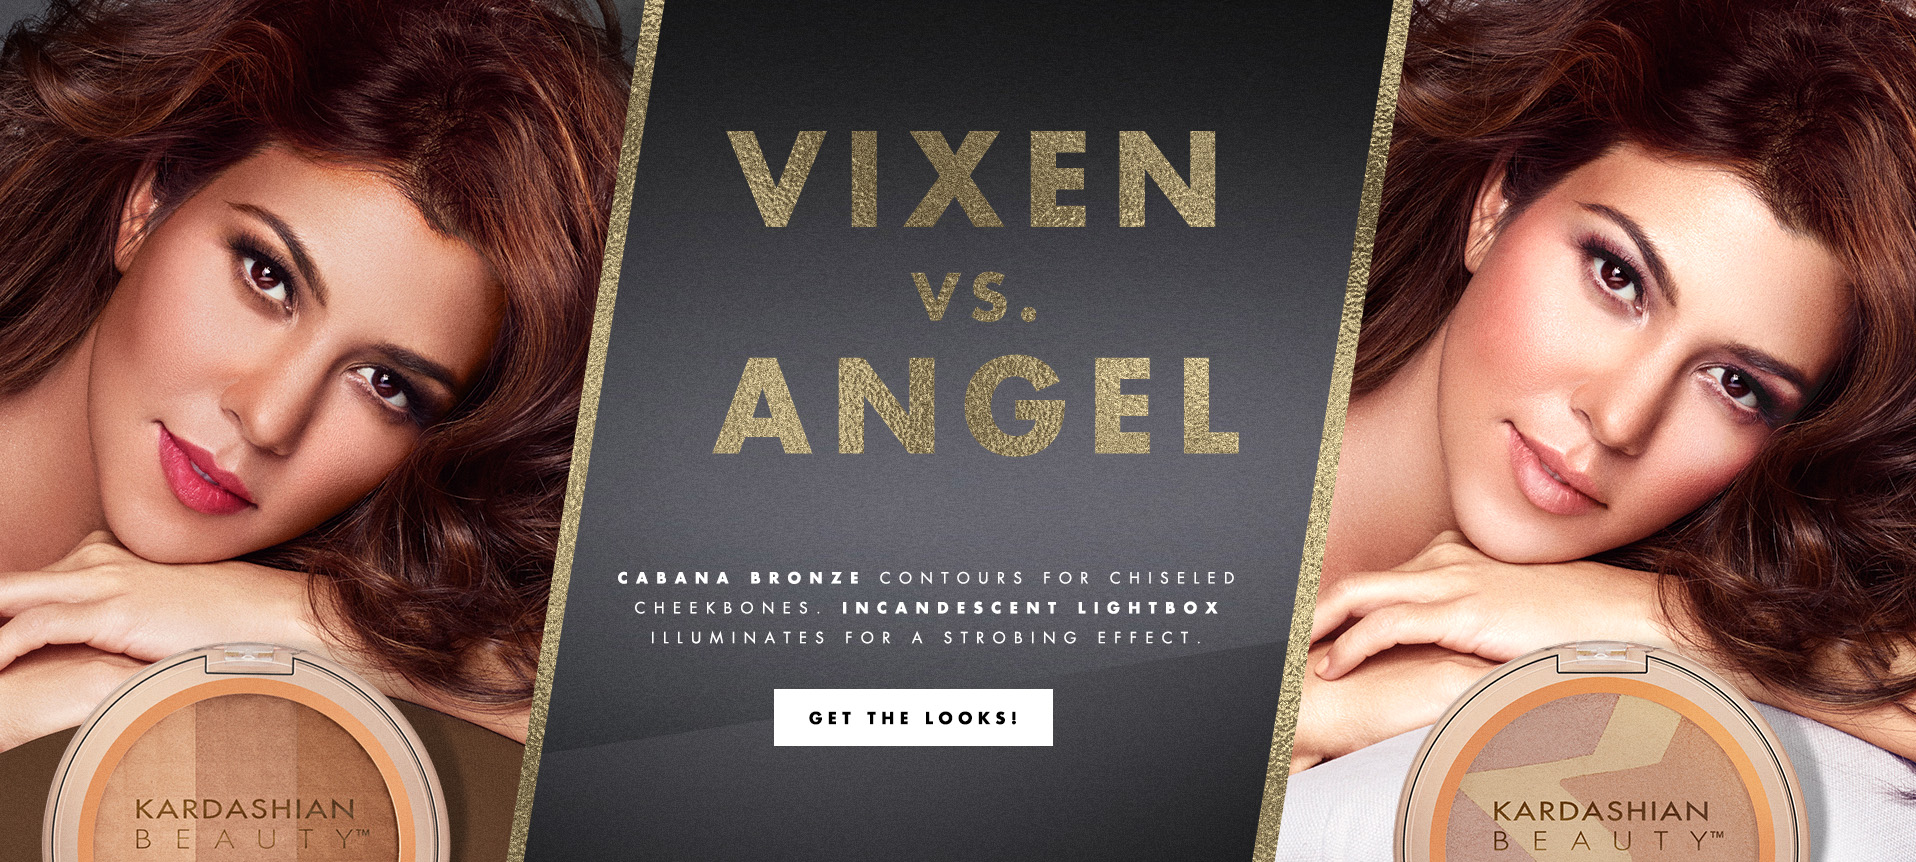 VIXEN
VS.
ANGEL
CABANA BRONZE CONTOURS FOR CHISELED
CHEEKBONES. INCANDESCENT LIGHTBOX
ILLUMINATES FOR A STROBING EFFECT.
GET THE LOOKS!
KARDASHIAN
BEAUTY™
KARDASHIAN
BEAUTY™